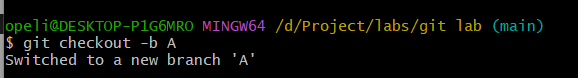 opeli@DESKTOP-P1G6MRO MINGW64 /d/Project/labs/git lab (main)
$ git checkout -b A
Switched to a new branch 'A'